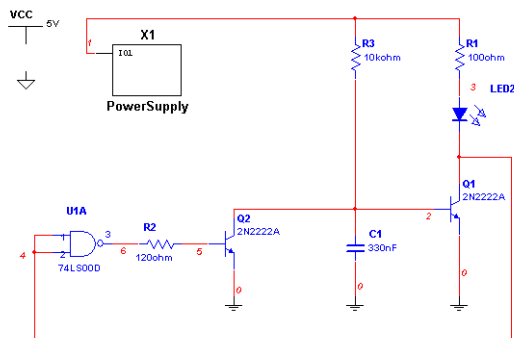 VCC
5V
1
X1
IO1
PowerSupply
R3
10kohm
R1
100ohm
3
LED2
U1A
1
2
3
4
74LS00D
6
R2
120ohm
5
Q2
2N2222A
0
C1
330nF
0
2
Q1
2N2222A
0